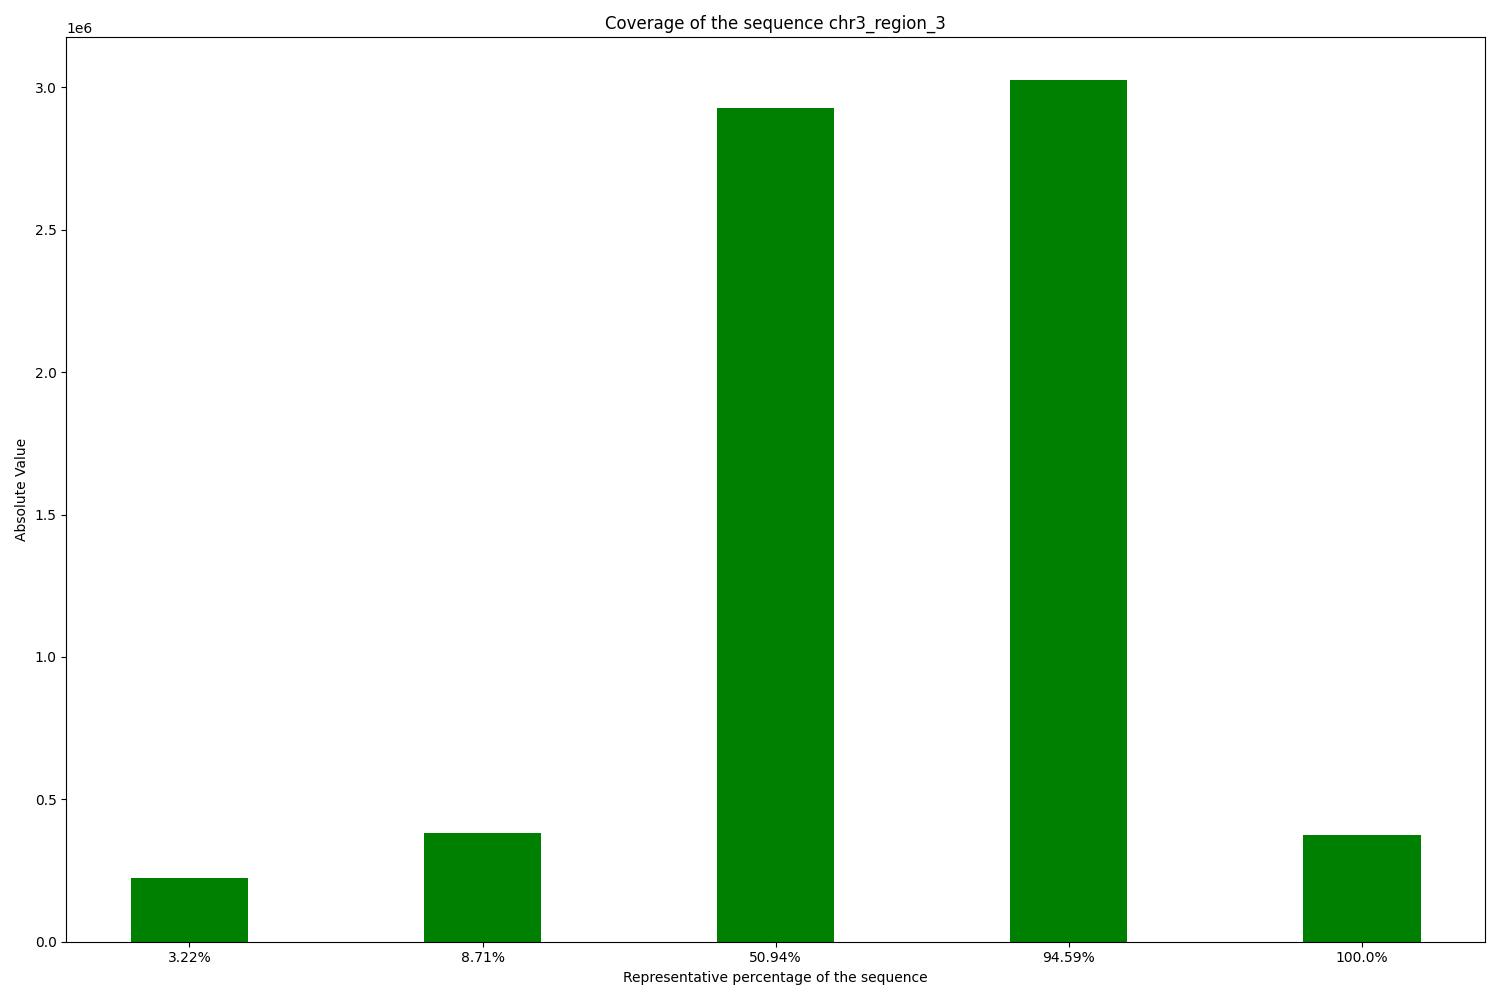 Coverage of the sequence chr3_region_3
1e6
3.0
2.5
2.0
1.5
1.0
0.5
0.0
Absolute Value
3.22% 8.71% 50.94% 94.59% 100.0%
Representative percentage of the sequence